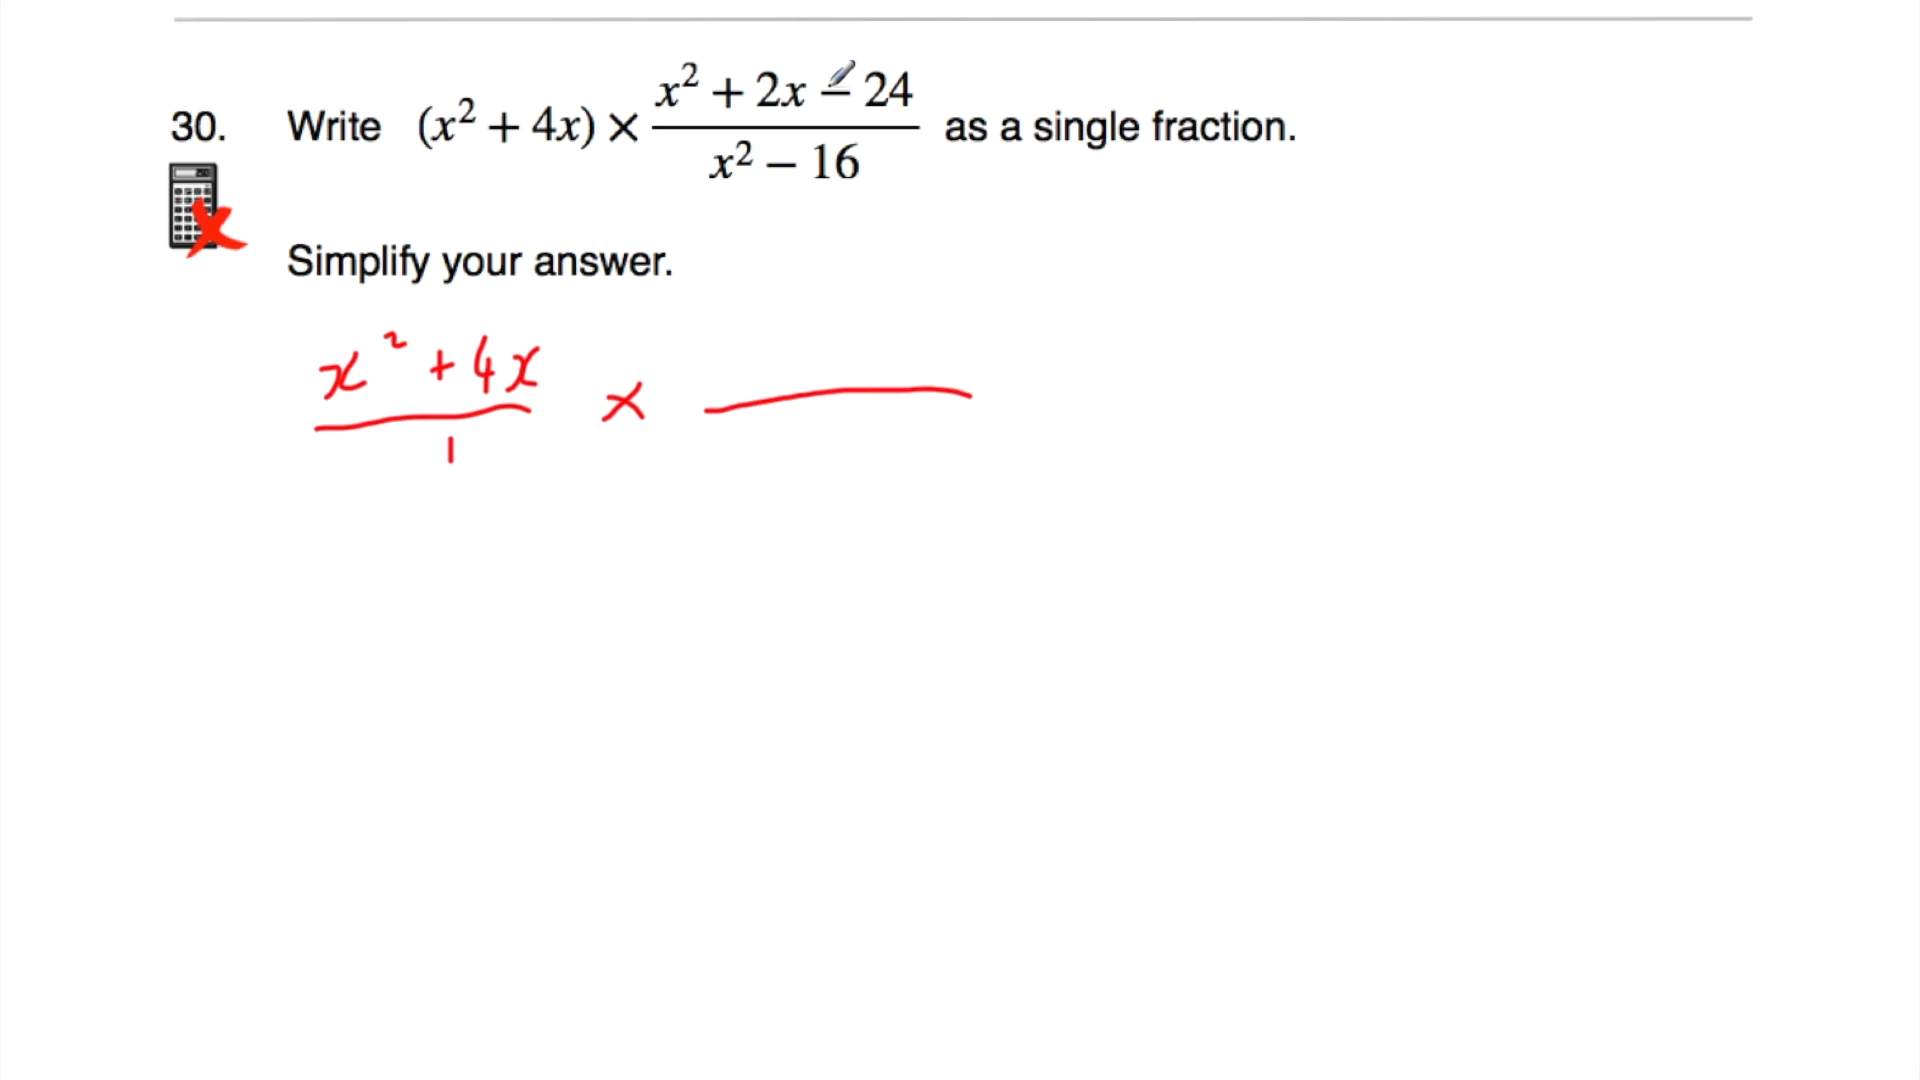 30. Write (x² + 4x) × (x² + 2x – 24)/(x² – 16) as a single fraction.
Simplify your answer.
x² + 4x / 1 ×